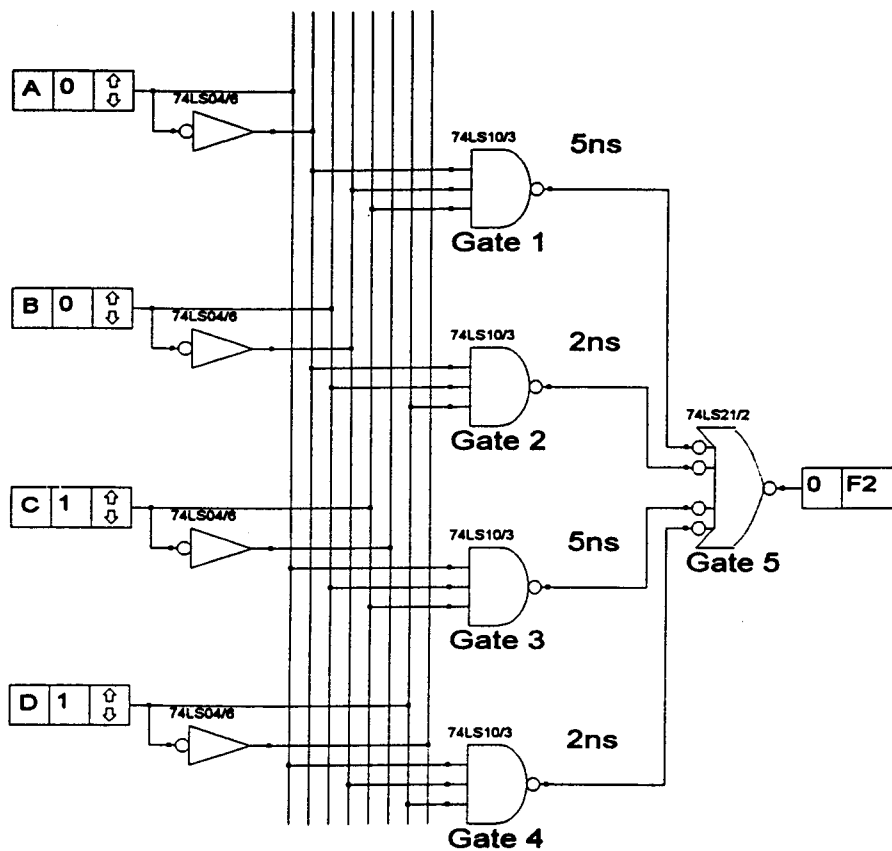 A 0
74LS04/6
74LS10/3
5ns
Gate 1
B 0
74LS04/6
74LS10/3
2ns
Gate 2
74LS21/2
0 F2
Gate 5
C 1
74LS04/6
74LS10/3
5ns
Gate 3
D 1
74LS04/6
74LS10/3
2ns
Gate 4